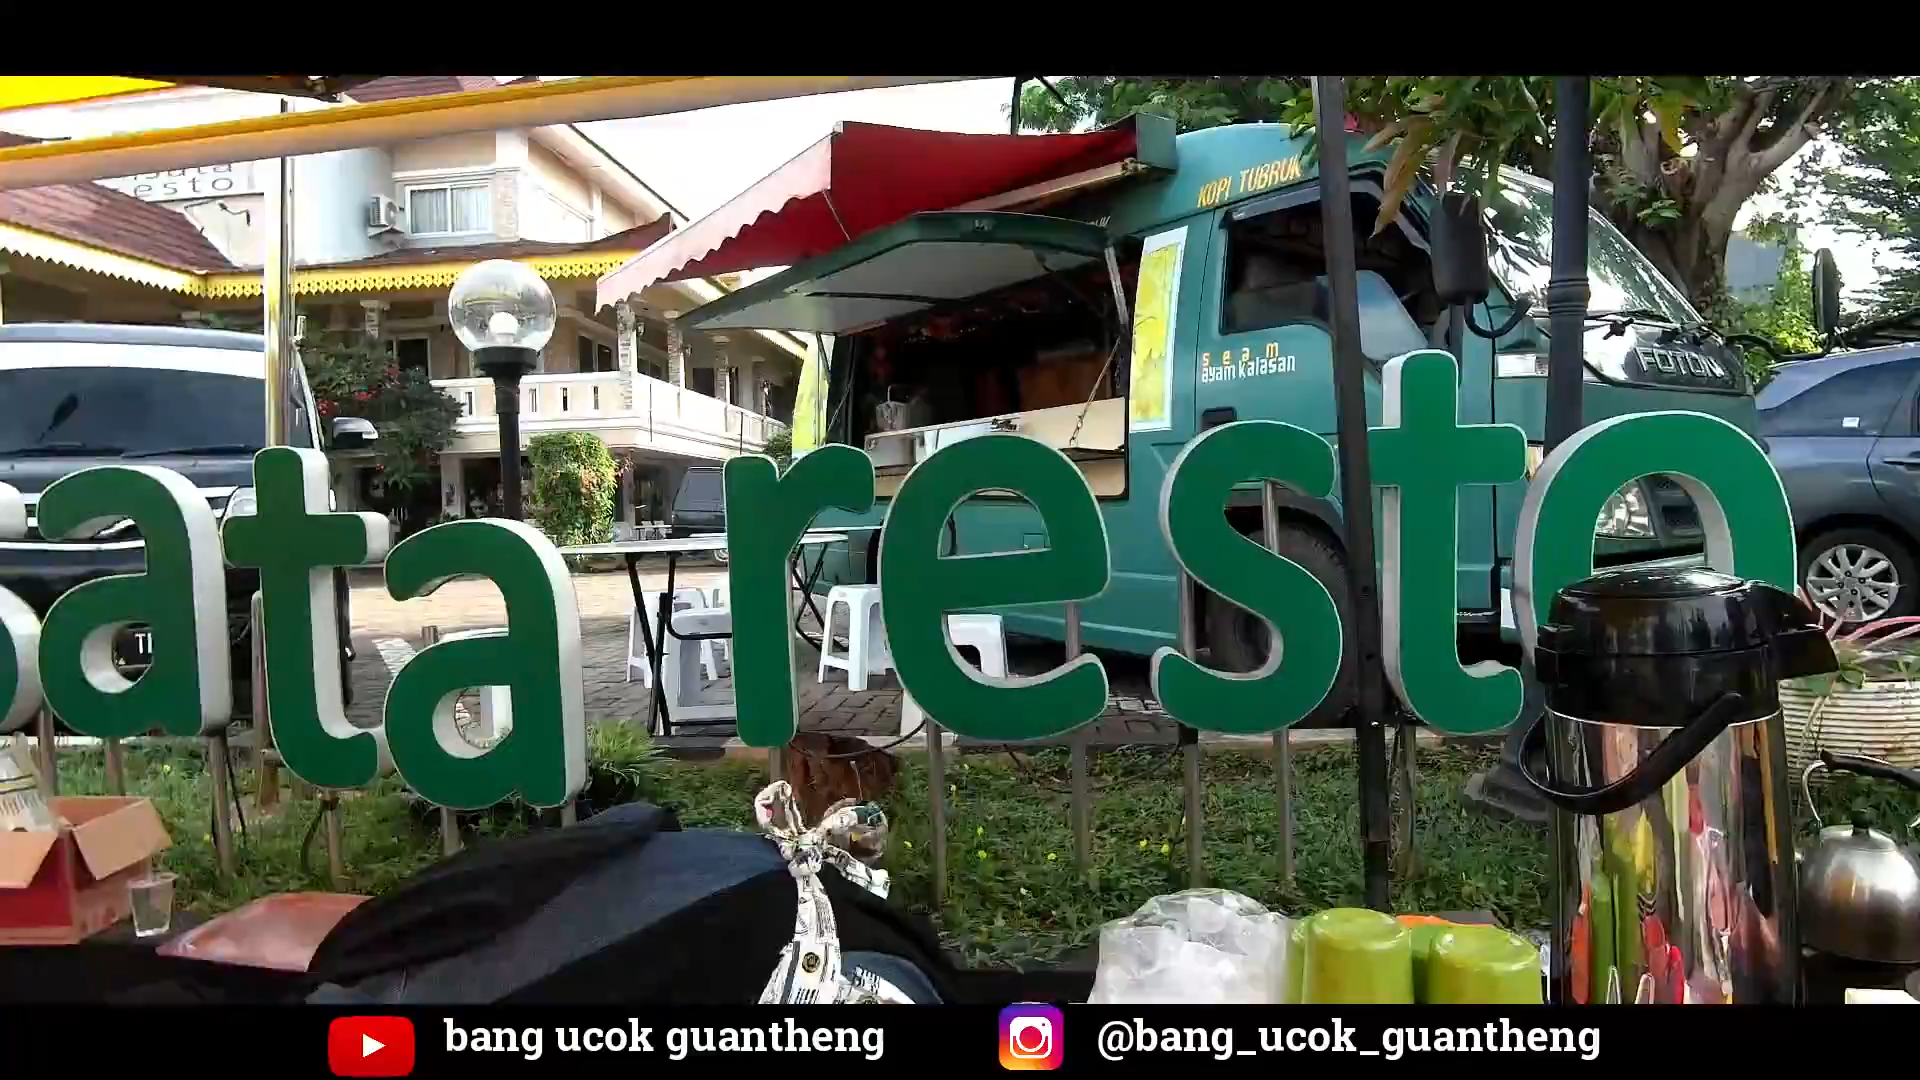 esto
KOPI TUBRUK
seam
ayam kalasan
FOTON
ata resto
bang ucok guantheng
@bang_ucok_guantheng